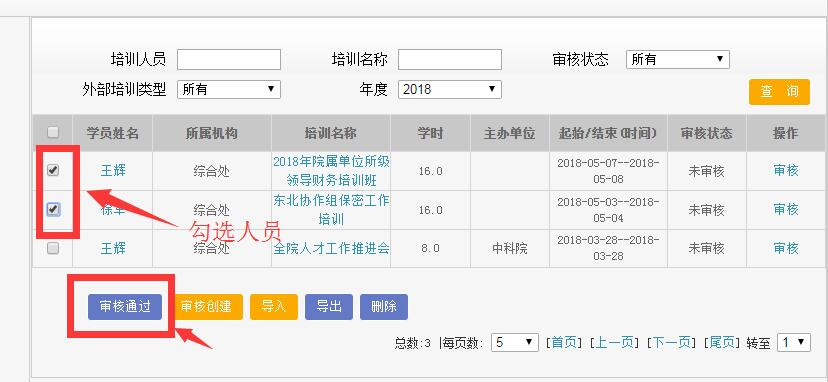 培训人员 培训名称 审核状态 所有
外部培训类型 所有 年度 2018
查 询
学员姓名 所属机构 培训名称 学时 主办单位 起始/结束(时间) 审核状态 操作
王辉 综合处 2018年院属单位所级 16.0 2018-05-07--2018- 未审核 审核
领导财务培训班 05-08
综合处 东北协作组保密工作 16.0 2018-05-03--2018- 未审核 审核
培训 05-04
勾选人员
王辉 综合处 全院人才工作推进会 8.0 中科院 2018-03-28--2018- 未审核 审核
03-28
审核通过 审核创建 导入 导出 删除
总数:3 |每页数: 5 [首页] [上一页] [下一页] [尾页] 转至 1